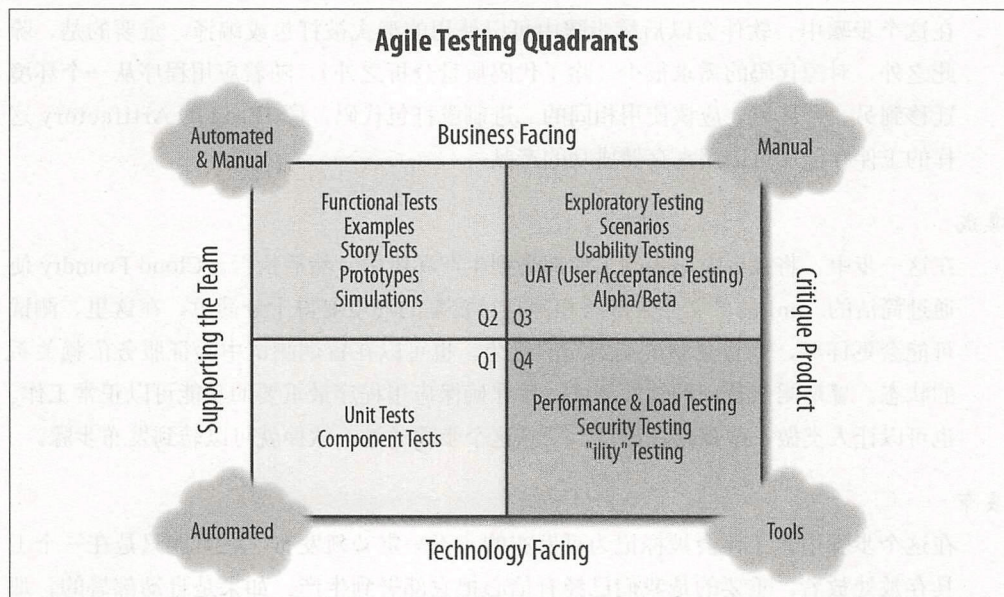 Agile Testing Quadrants
Automated
& Manual
Business Facing
Manual
Functional Tests
Examples
Story Tests
Prototypes
Simulations
Exploratory Testing
Scenarios
Usability Testing
UAT (User Acceptance Testing)
Alpha/Beta
Supporting the Team
Q2
Q3
Critique Product
Q1
Q4
Unit Tests
Component Tests
Performance & Load Testing
Security Testing
"ility" Testing
Automated
Technology Facing
Tools